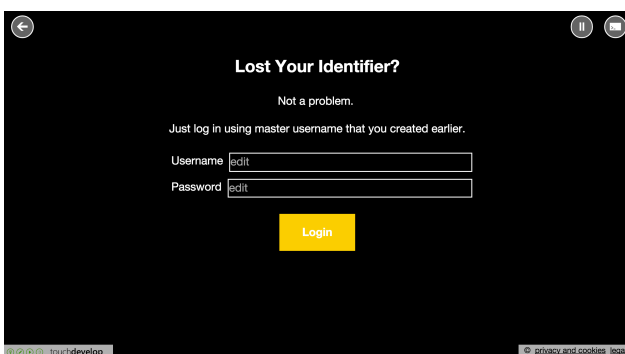 Lost Your Identifier?
Not a problem.
Just log in using master username that you created earlier.
Username edit
Password edit
Login
touchdevelop
© privacy and cookies lega